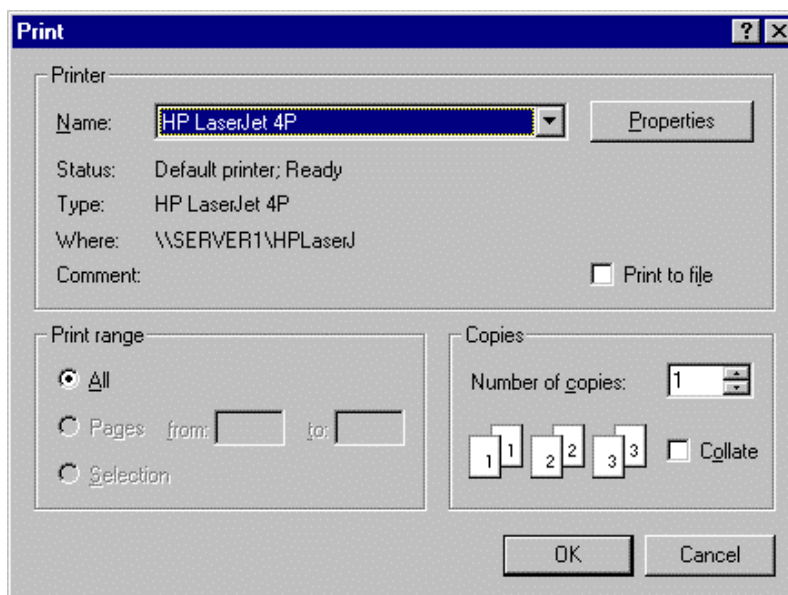 Print
Printer
Name: HP LaserJet 4P Properties
Status: Default printer; Ready
Type: HP LaserJet 4P
Where: \\SERVER1\HPLaserJ
Comment: Print to file
Print range
All
Pages from: to:
Selection
Copies
Number of copies: 1
1 1 2 2 3 3 Collate
OK Cancel